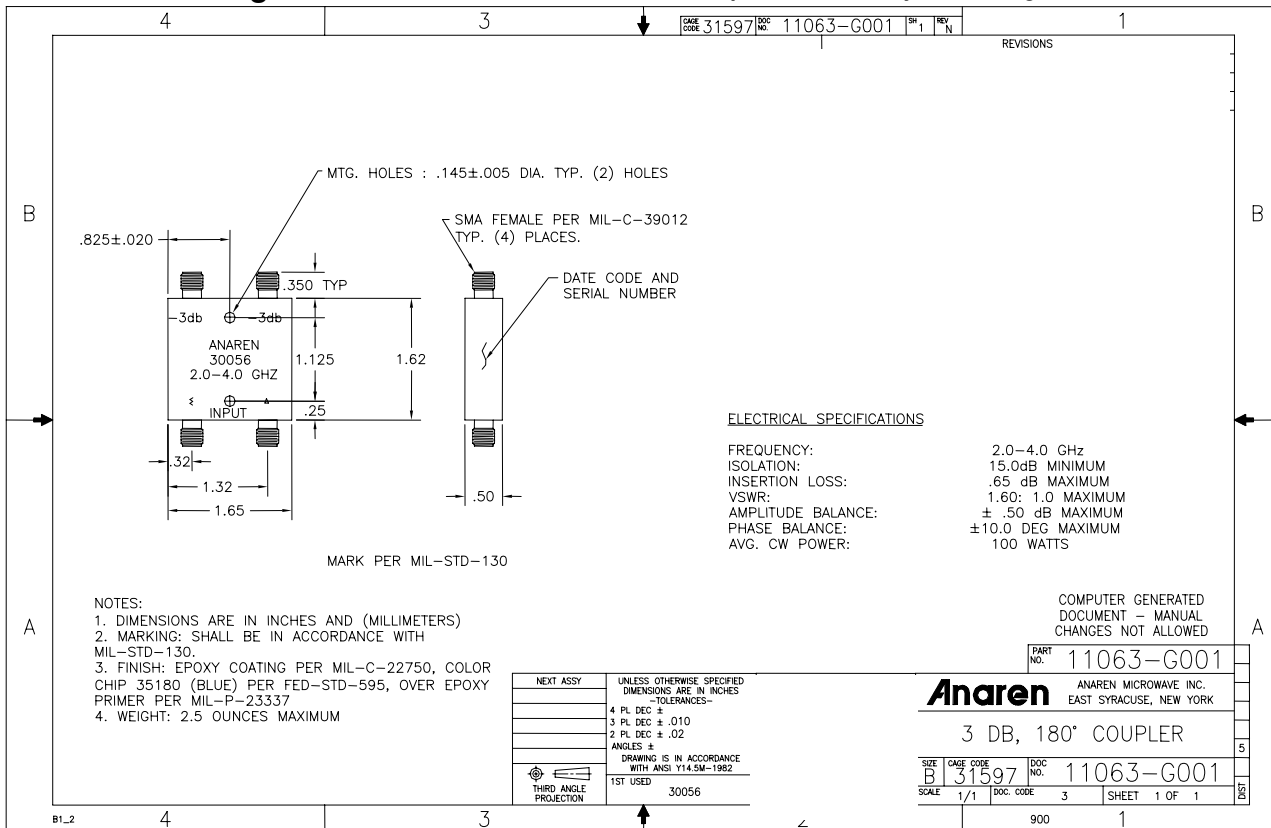 4
3
1
CAGE CODE 31597 DOC NO. 11063-G001 SH 1 REV N
REVISIONS
B
B
MTG. HOLES : .145±.005 DIA. TYP. (2) HOLES
SMA FEMALE PER MIL-C-39012
TYP. (4) PLACES.
.825±.020
.350 TYP
DATE CODE AND
SERIAL NUMBER
-3db
-3db
ANAREN
30056
2.0-4.0 GHZ
INPUT
1.125
1.62
.25
.32
1.32
1.65
.50
MARK PER MIL-STD-130
ELECTRICAL SPECIFICATIONS
FREQUENCY: 2.0-4.0 GHz
ISOLATION: 15.0dB MINIMUM
INSERTION LOSS: .65 dB MAXIMUM
VSWR: 1.60: 1.0 MAXIMUM
AMPLITUDE BALANCE: ± .50 dB MAXIMUM
PHASE BALANCE: ±10.0 DEG MAXIMUM
AVG. CW POWER: 100 WATTS
A
A
NOTES:
1. DIMENSIONS ARE IN INCHES AND (MILLIMETERS)
2. MARKING: SHALL BE IN ACCORDANCE WITH
MIL-STD-130.
3. FINISH: EPOXY COATING PER MIL-C-22750, COLOR
CHIP 35180 (BLUE) PER FED-STD-595, OVER EPOXY
PRIMER PER MIL-P-23337
4. WEIGHT: 2.5 OUNCES MAXIMUM
COMPUTER GENERATED
DOCUMENT - MANUAL
CHANGES NOT ALLOWED
PART NO. 11063-G001
NEXT ASSY
UNLESS OTHERWISE SPECIFIED
DIMENSIONS ARE IN INCHES
-TOLERANCES-
4 PL DEC ±
3 PL DEC ± .010
2 PL DEC ± .02
ANGLES ±
DRAWING IS IN ACCORDANCE
WITH ANSI Y14.5M-1982
1ST USED
30056
THIRD ANGLE
PROJECTION
Anaren
ANAREN MICROWAVE INC.
EAST SYRACUSE, NEW YORK
3 DB, 180° COUPLER
5
SIZE B CAGE CODE 31597 DOC NO. 11063-G001
SCALE 1/1 DOC. CODE 3 SHEET 1 OF 1
DIST
B1_2
4
3
900
1